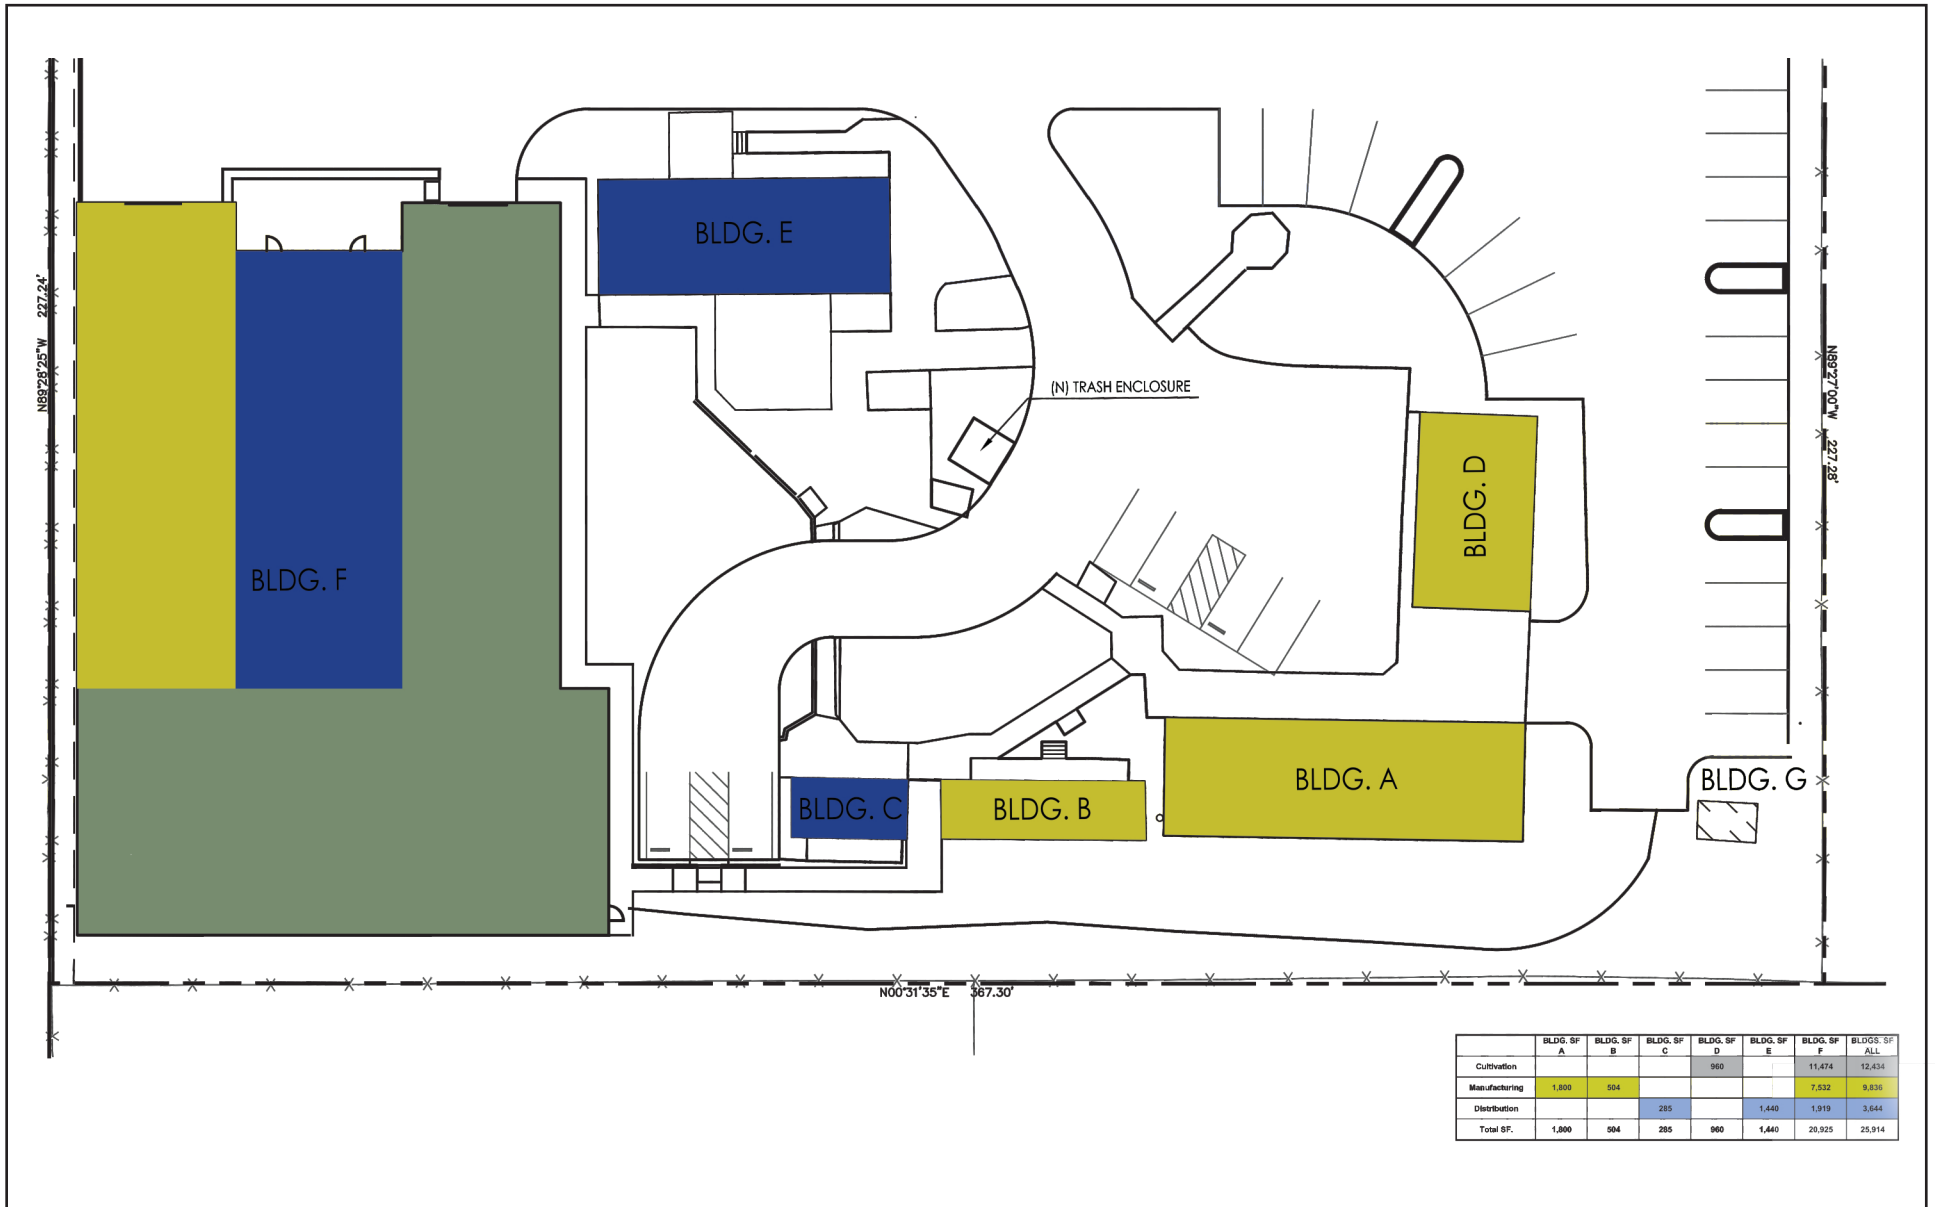 BLDG. E
N89°28'25"W 227.24'
(N) TRASH ENCLOSURE
N89°27'00"W 227.28'
BLDG. D
BLDG. F
BLDG. A
BLDG. G
BLDG. C
BLDG. B
N00°31'35"E 367.30'
BLDG. SF A BLDG. SF B BLDG. SF C BLDG. SF D BLDG. SF E BLDG. SF F BLDGS. SF ALL
Cultivation 960 11,474 12,434
Manufacturing 1,800 504 7,532 9,836
Distribution 285 1,440 1,919 3,644
Total SF. 1,800 504 285 960 1,440 20,925 25,914